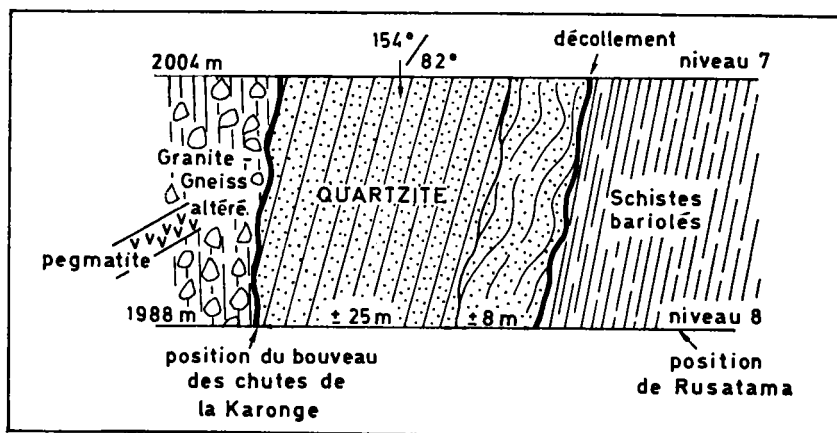 154°/82°
décollement
2004 m
niveau 7
Granite-
Gneiss
altéré
QUARTZITE
Schistes
bariolés
pegmatite
1988 m
± 25 m
± 8 m
niveau 8
position du bouveau
des chutes de
la Karonge
position
de Rusatama